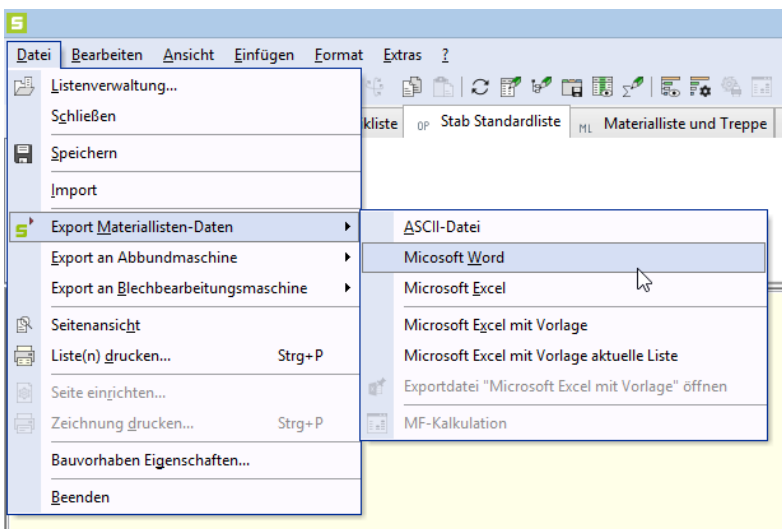 S
Datei Bearbeiten Ansicht Einfügen Format Extras ?
Listenverwaltung...
Schließen
kliste OP Stab Standardliste ML Materialliste und Treppe
Speichern
Import
Export Materiallisten-Daten
ASCII-Datei
Export an Abbundmaschine
Micosoft Word
Export an Blechbearbeitungsmaschine
Microsoft Excel
Seitenansicht
Microsoft Excel mit Vorlage
Liste(n) drucken... Strg+P
Microsoft Excel mit Vorlage aktuelle Liste
Seite einrichten...
Exportdatei "Microsoft Excel mit Vorlage" öffnen
Zeichnung drucken... Strg+P
MF-Kalkulation
Bauvorhaben Eigenschaften...
Beenden